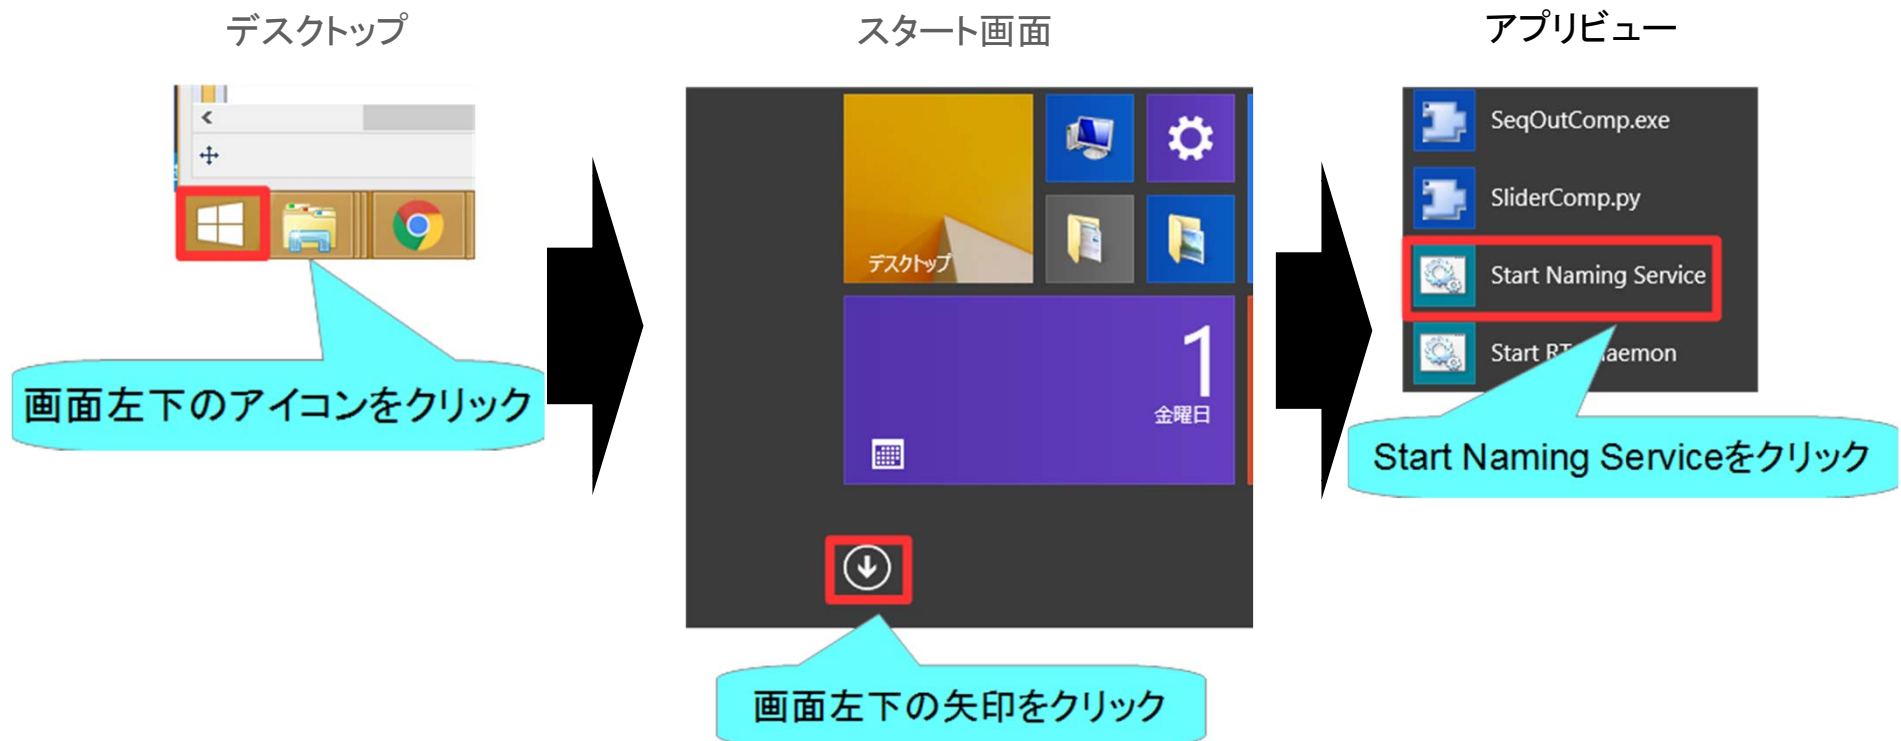 デスクトップ
スタート画面
アプリビュー
画面左下のアイコンをクリック
デスクトップ
1
金曜日
画面左下の矢印をクリック
SeqOutComp.exe
SliderComp.py
Start Naming Service
Start RT aemon
Start Naming Serviceをクリック